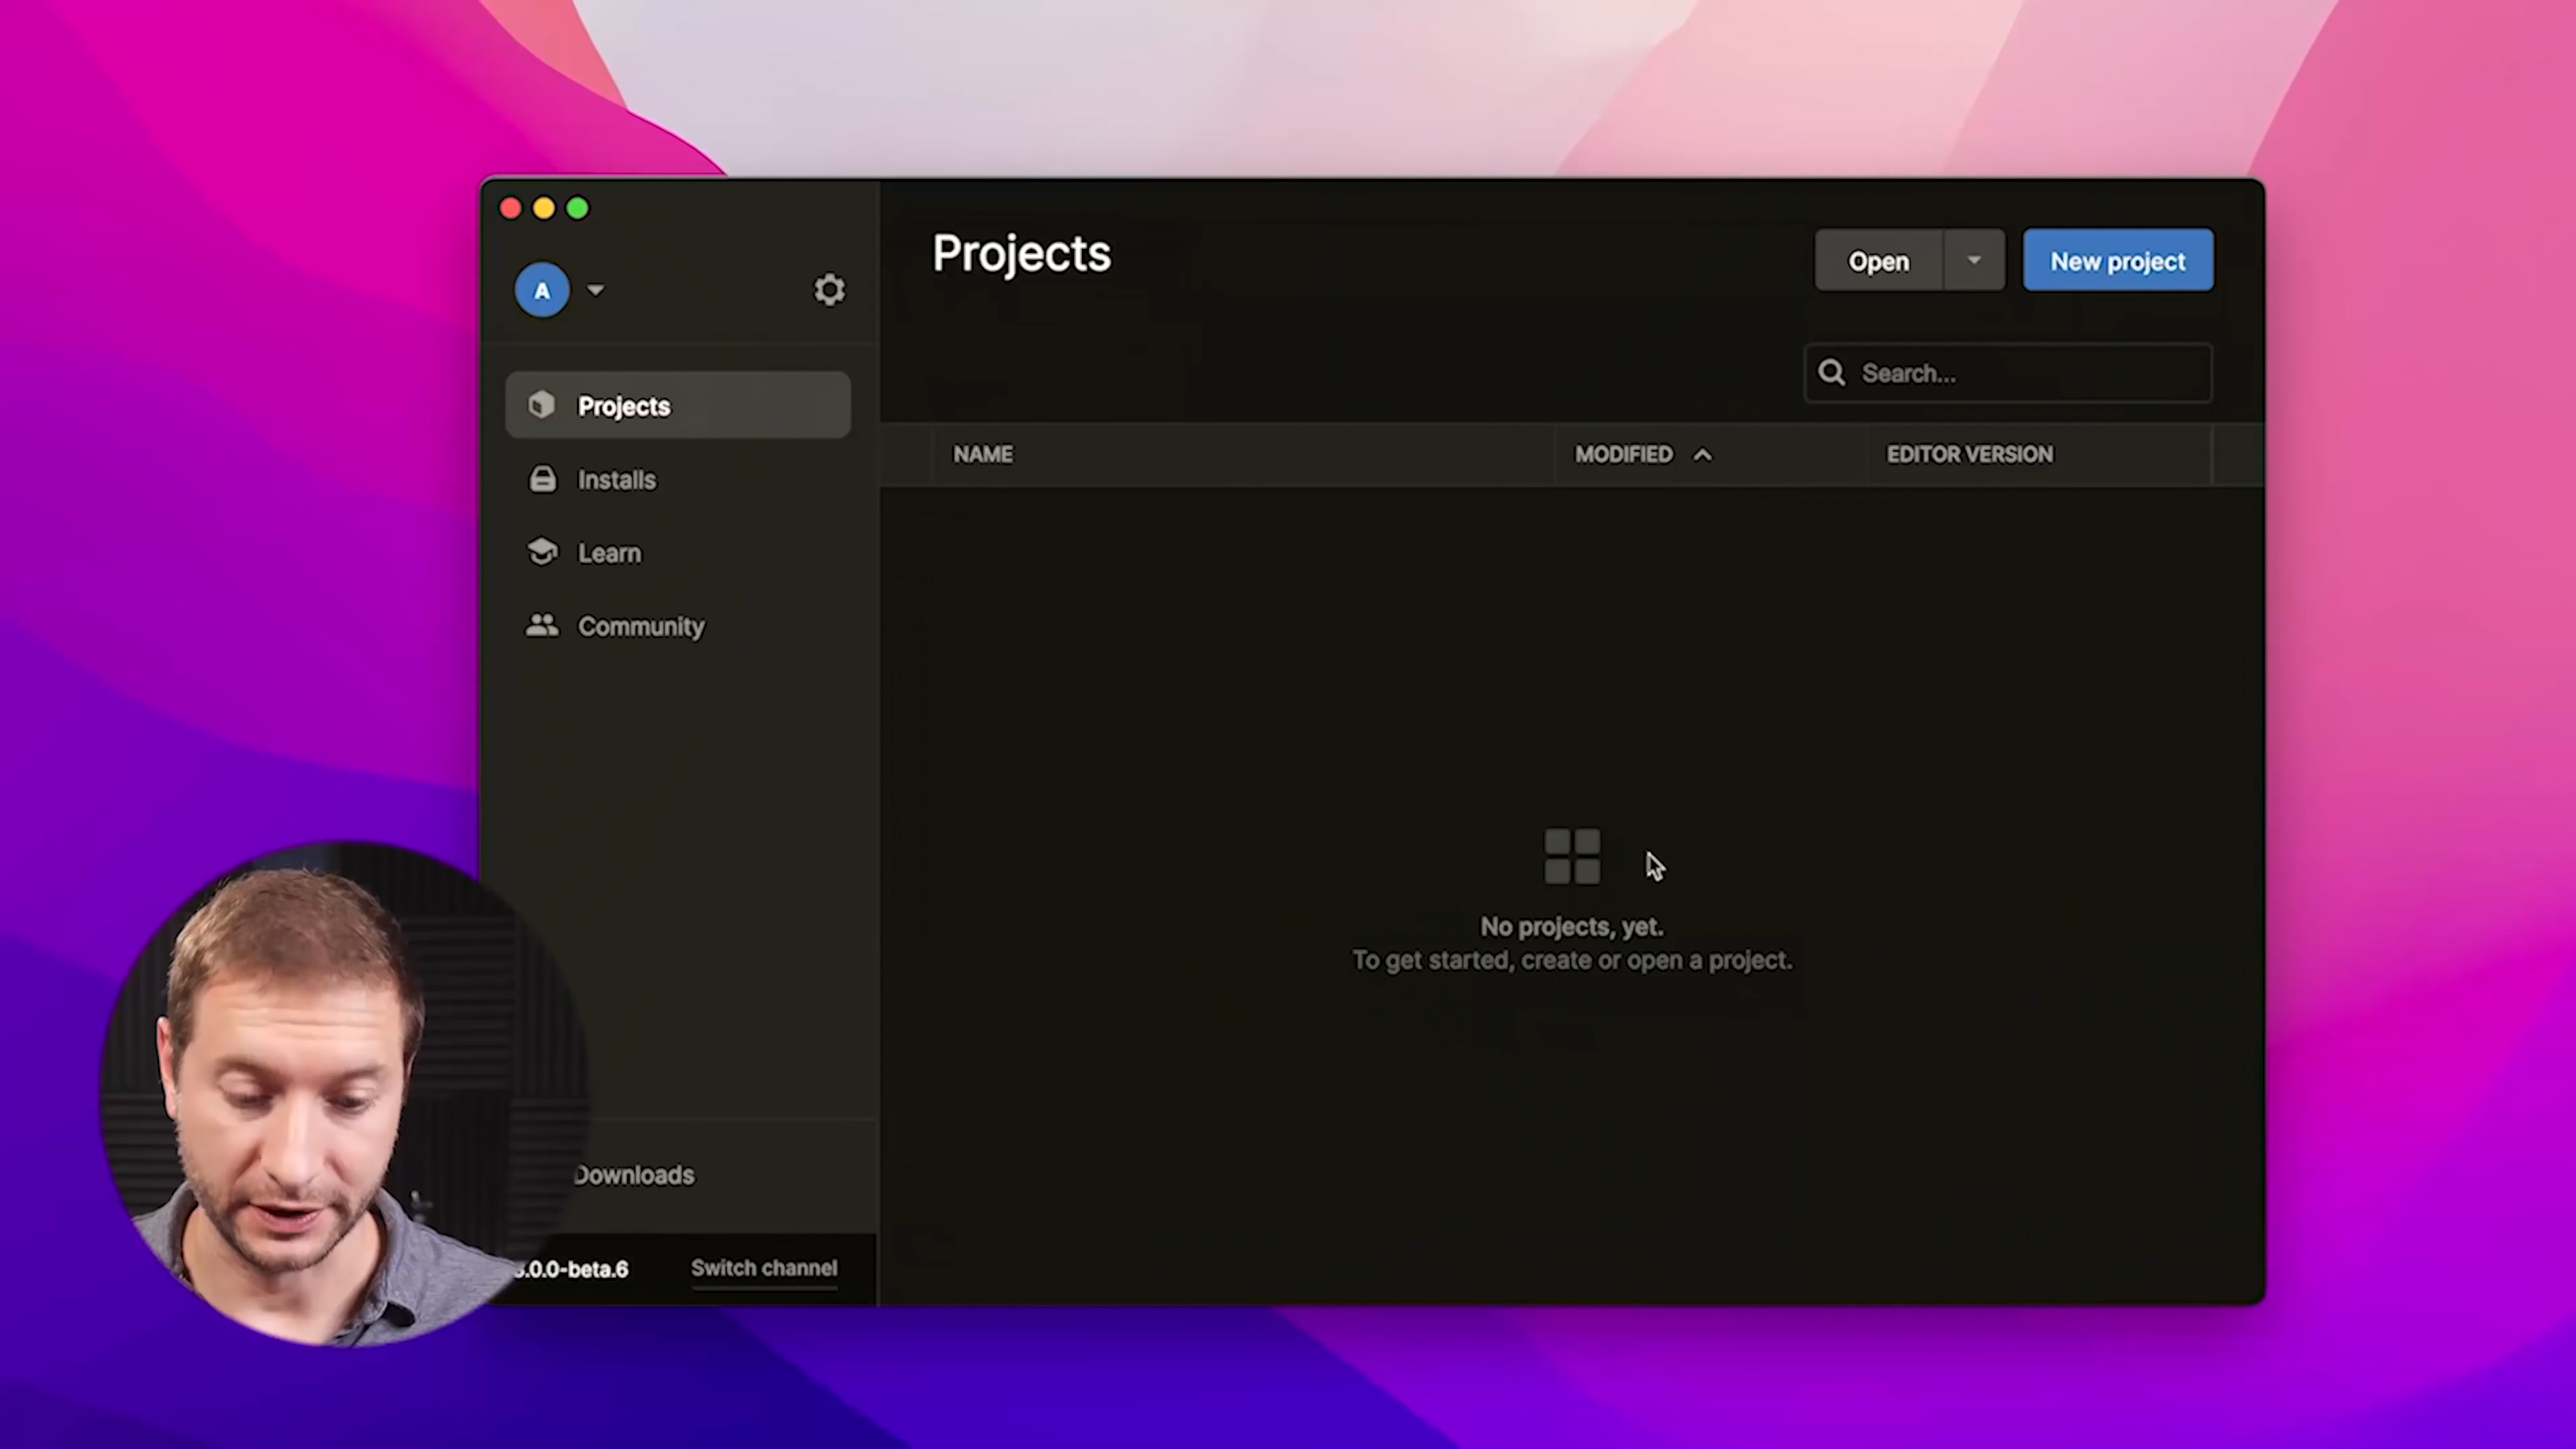 A
Projects
Installs
Learn
Community
Downloads
.0.0-beta.6
Switch channel
Projects
Open
New project
Search...
NAME
MODIFIED
EDITOR VERSION
No projects, yet.
To get started, create or open a project.